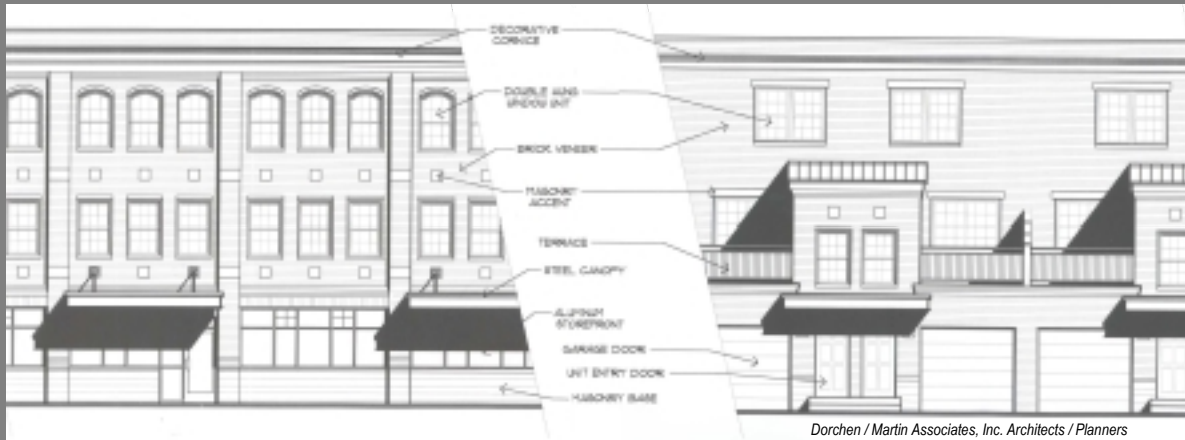 DECORATIVE
CORNICE
DOUBLE HUNG
WINDOW UNIT
BRICK VENEER
MASONRY
ACCENT
TERRACE
STEEL CANOPY
ALUMINUM
STOREFRONT
GARAGE DOOR
UNIT ENTRY DOOR
MASONRY BASE
Dorchen / Martin Associates, Inc. Architects / Planners